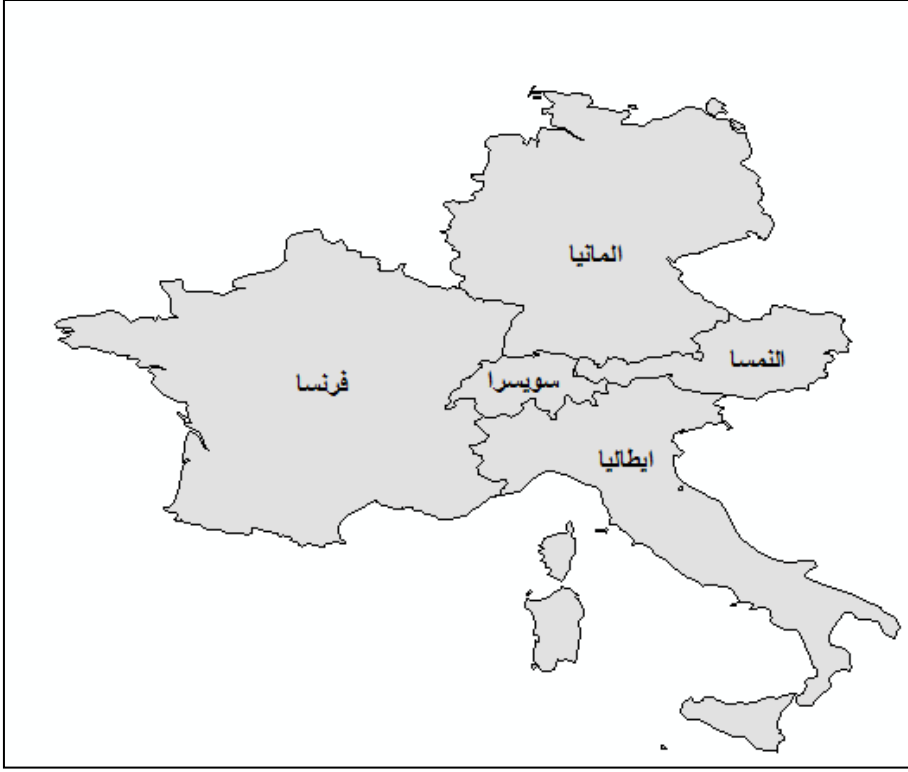 المانيا
النمسا
سويسرا
فرنسا
ايطاليا